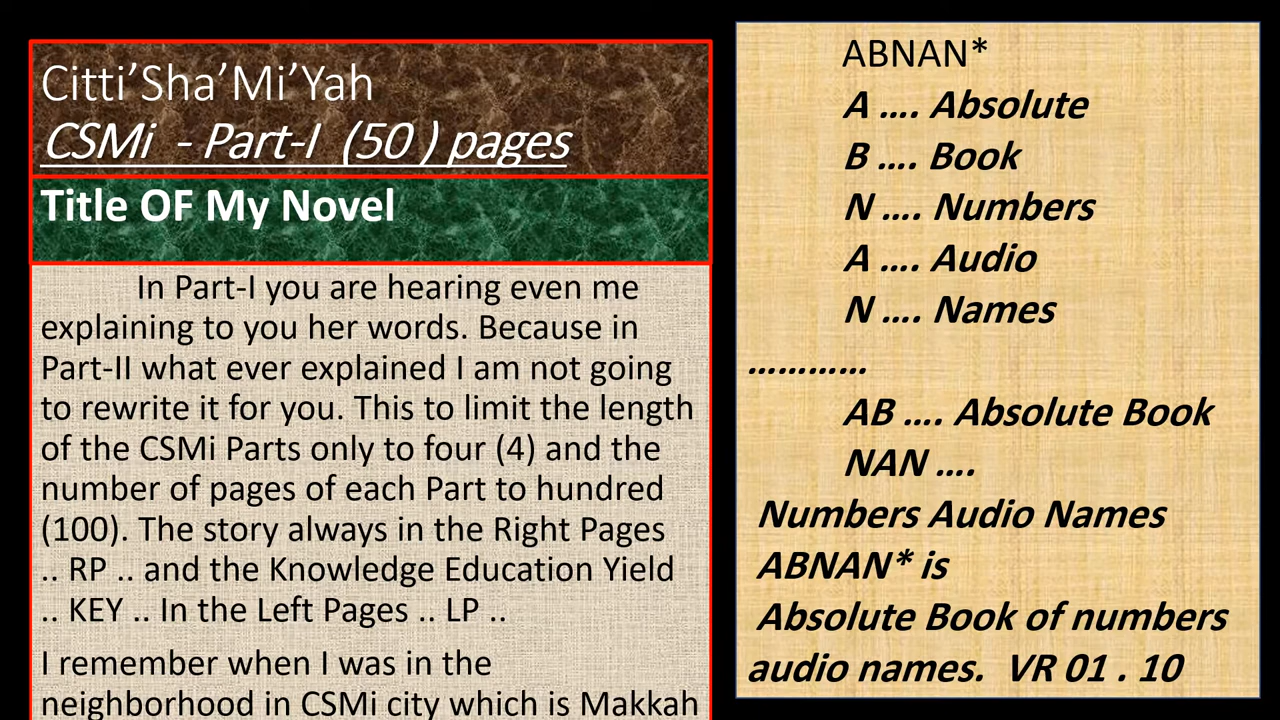 Citti’Sha’Mi’Yah
CSMi - Part-I (50 ) pages
Title OF My Novel
In Part-I you are hearing even me
explaining to you her words. Because in
Part-II what ever explained I am not going
to rewrite it for you. This to limit the length
of the CSMi Parts only to four (4) and the
number of pages of each Part to hundred
(100). The story always in the Right Pages
.. RP .. and the Knowledge Education Yield
.. KEY .. In the Left Pages .. LP ..
I remember when I was in the
neighborhood in CSMi city which is Makkah
ABNAN*
A .... Absolute
B .... Book
N .... Numbers
A .... Audio
N .... Names
............
AB .... Absolute Book
NAN ....
Numbers Audio Names
ABNAN* is
Absolute Book of numbers
audio names. VR 01 . 10